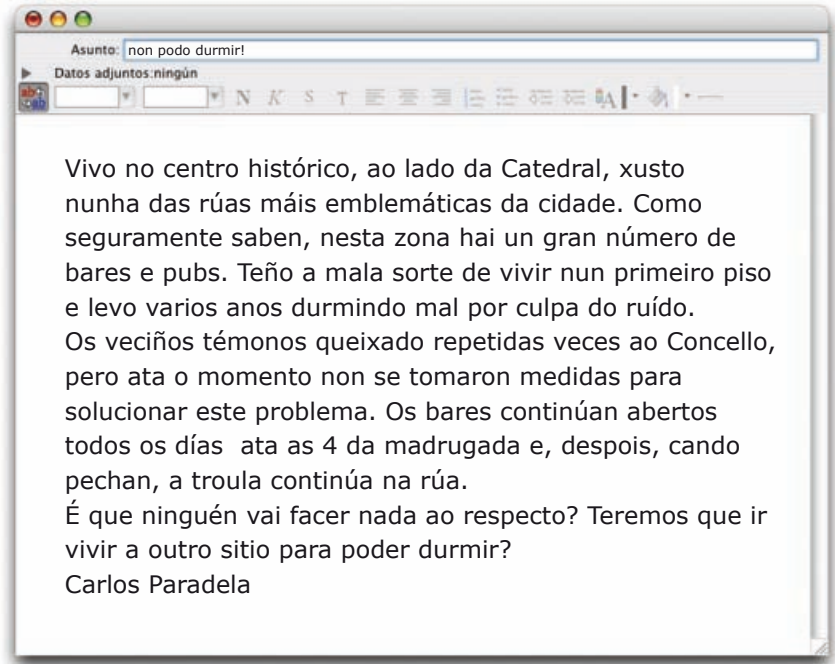 Asunto: non podo durmir!
Datos adjuntos:ningún
abc ab
N K S T A
Vivo no centro histórico, ao lado da Catedral, xusto
nunha das rúas máis emblemáticas da cidade. Como
seguramente saben, nesta zona hai un gran número de
bares e pubs. Teño a mala sorte de vivir nun primeiro piso
e levo varios anos durmindo mal por culpa do ruído.
Os veciños témonos queixado repetidas veces ao Concello,
pero ata o momento non se tomaron medidas para
solucionar este problema. Os bares continúan abertos
todos os días  ata as 4 da madrugada e, despois, cando
pechan, a troula continúa na rúa.
É que ninguén vai facer nada ao respecto? Teremos que ir
vivir a outro sitio para poder durmir?
Carlos Paradela